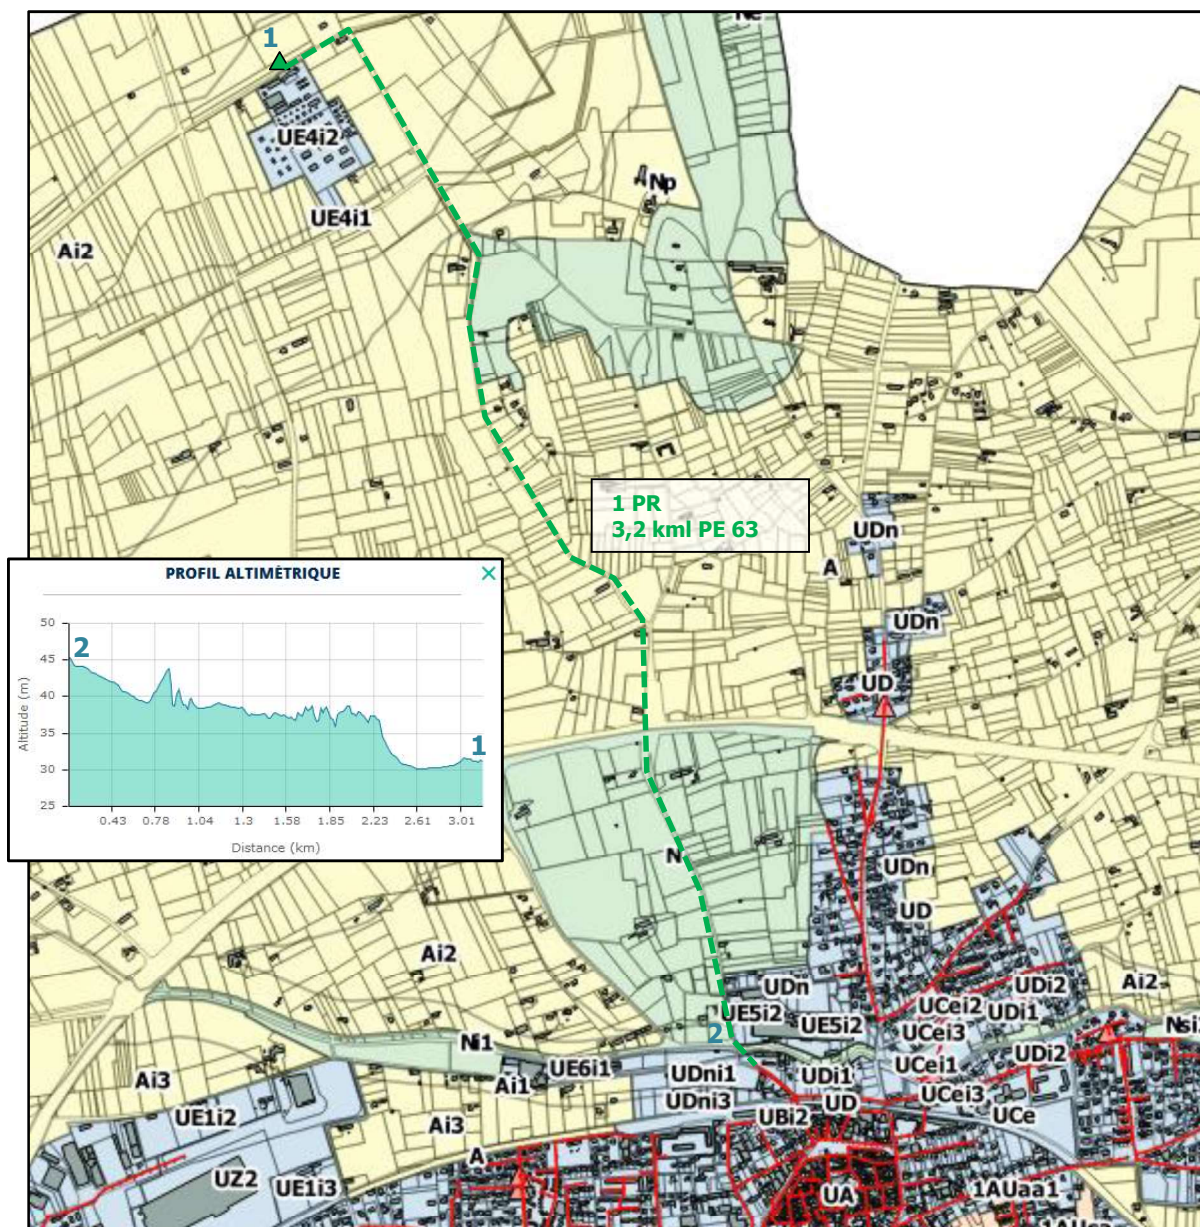 Ne
1
UE4i2
Np
UE4i1
Ai2
1 PR
3,2 kml PE 63
UDn
A
UDn
PROFIL ALTIMÉTRIQUE
×
50
2
45
40
35
30
25
Altitude (m)
1
0.43 0.78 1.04 1.3 1.58 1.85 2.23 2.61 3.01
Distance (km)
UD
N
UDn
UD
Ai2
UDn
UDi2
Ai2
UE5i2
UE5i2
UCei2
UDi1
2
UCei3
Ni1
UDi2
UE6i1
UCei1
Ai3
Ai1
UDni1
UDi1
UE1i2
UDni3
UD
UCei3
Ai3
UBi2
UCe
A
UZ2
UE1i3
UA
1AUaa1